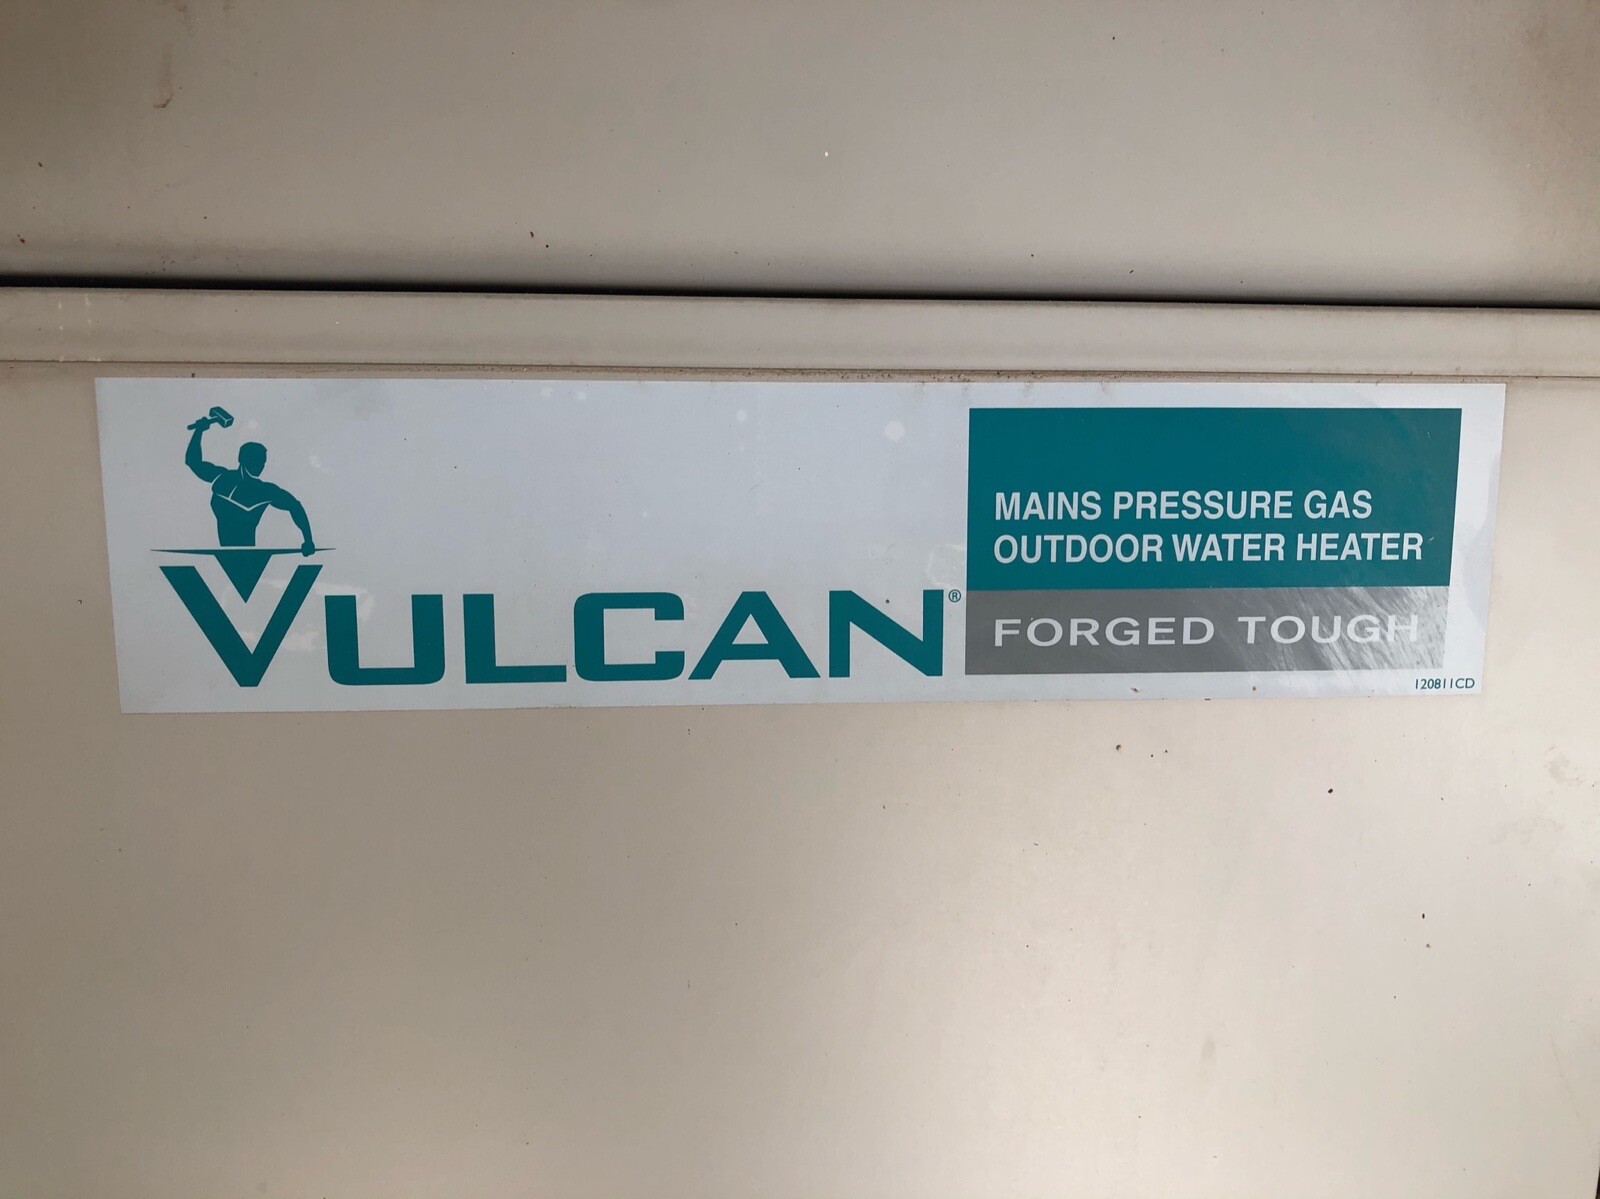 VULCAN®
MAINS PRESSURE GAS
OUTDOOR WATER HEATER
FORGED TOUGH
120811CD